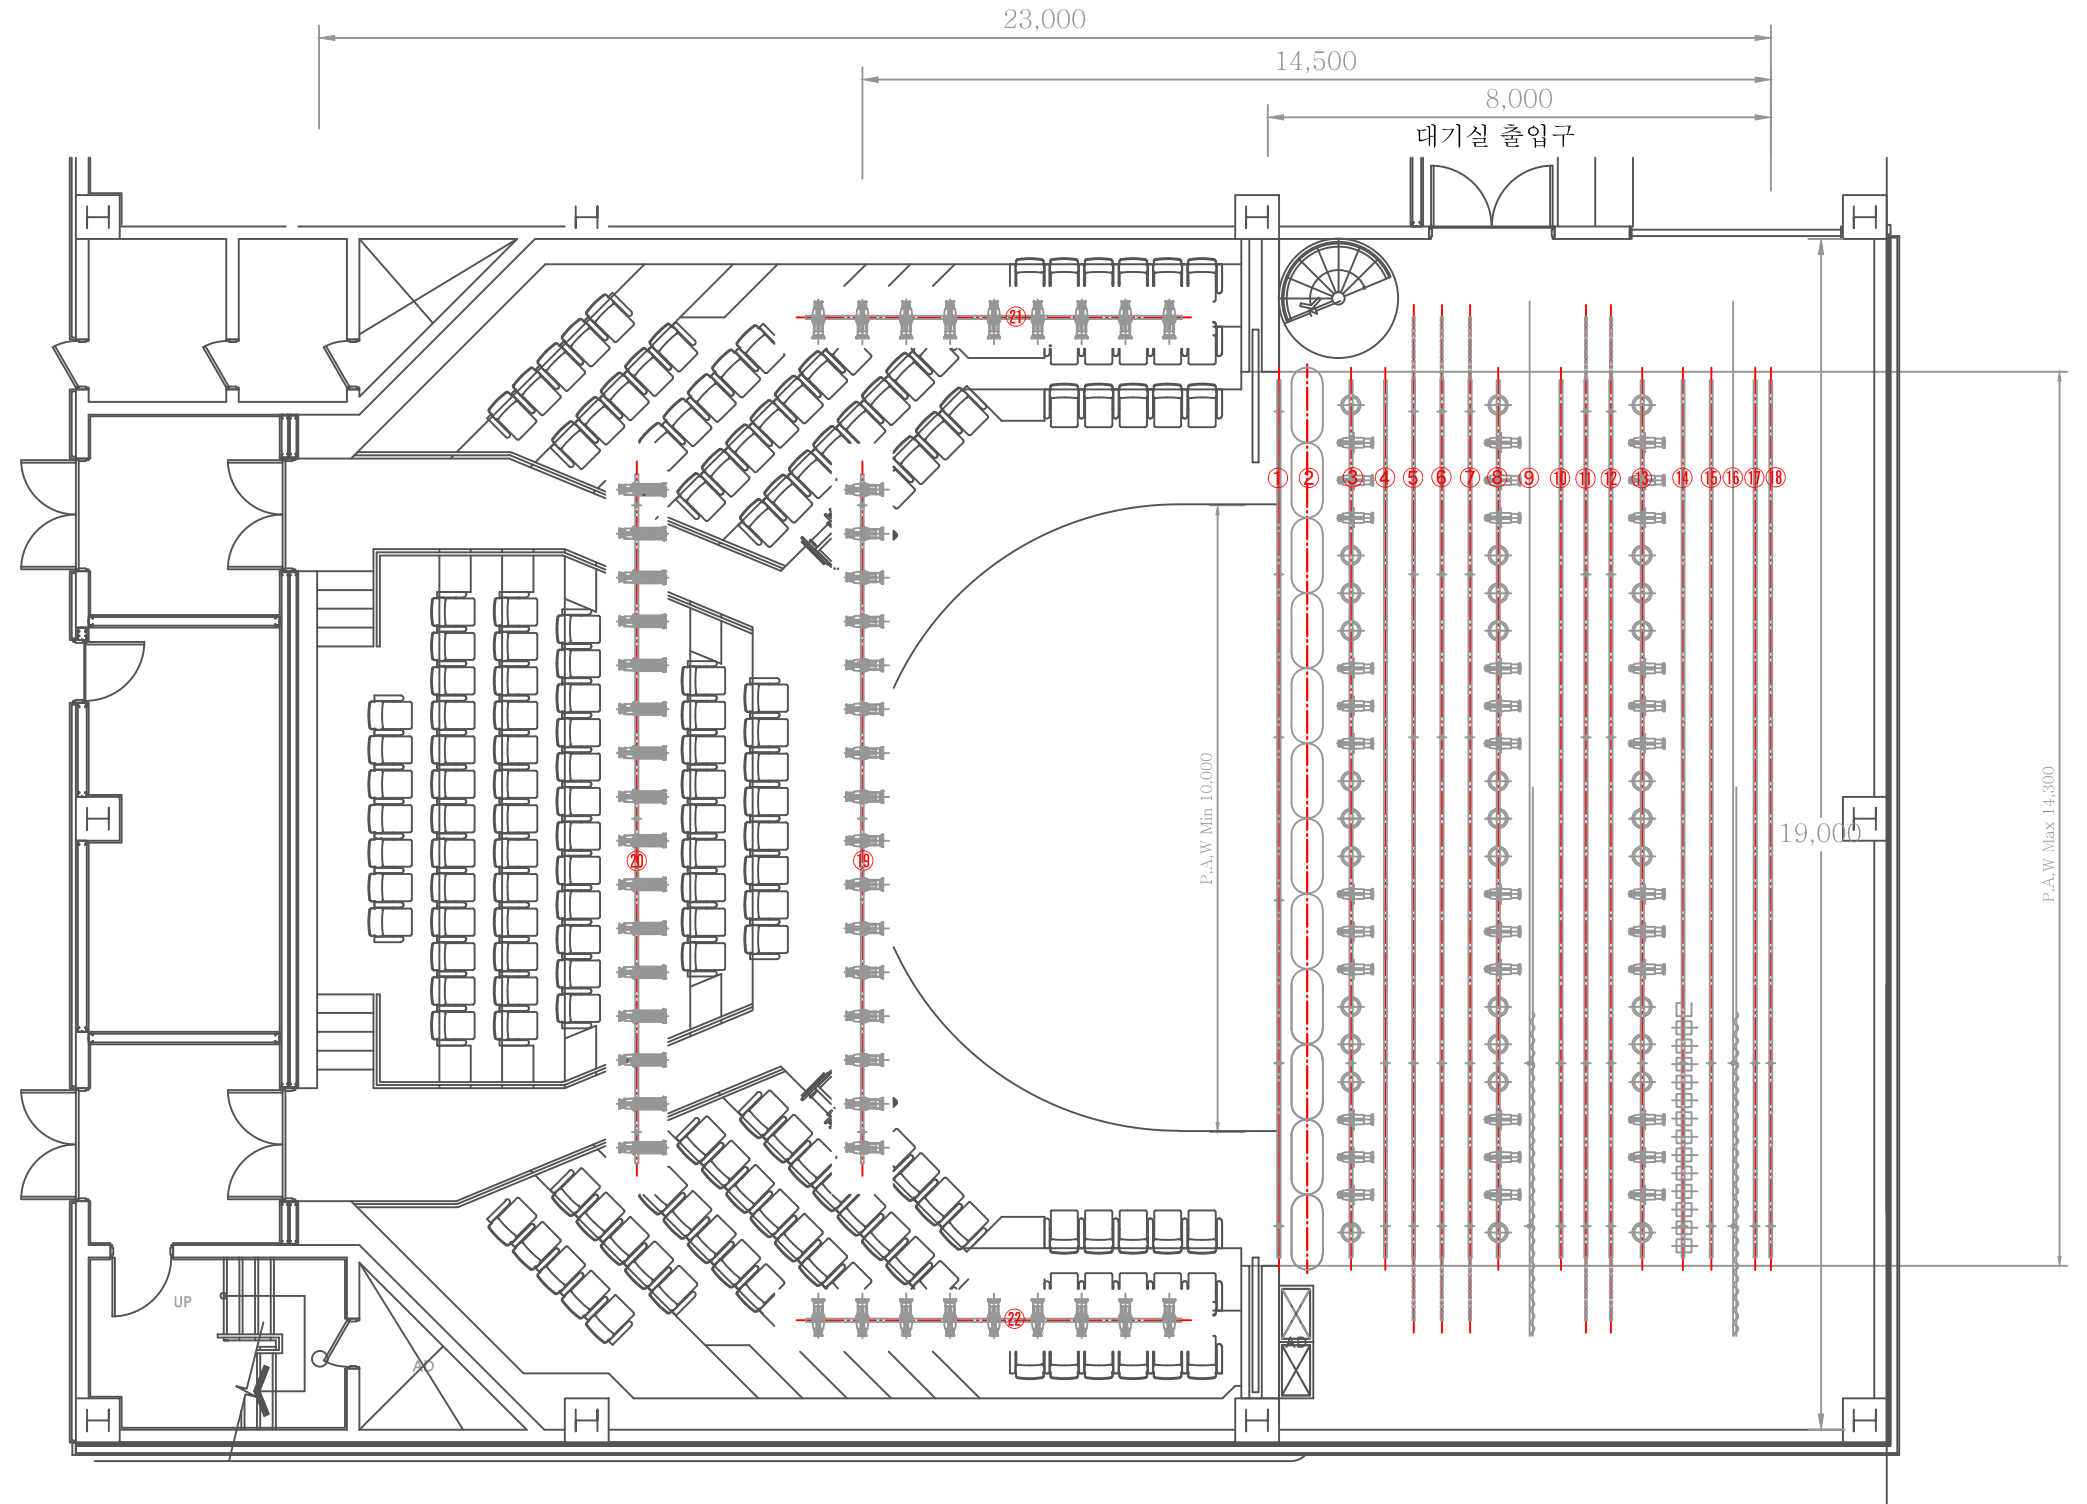 23,000
14,500
8,000
대기실 출입구
㉑
① ② ③ ④ ⑤ ⑥ ⑦ ⑧ ⑨ ⑩ ⑪ ⑫ ⑬ ⑭ ⑮ ⑯ ⑰ ⑱
P.A.W Min 10,000
19,000
P.A.W Max 14,300
⑳ ⑲
UP
㉒
AD
AD